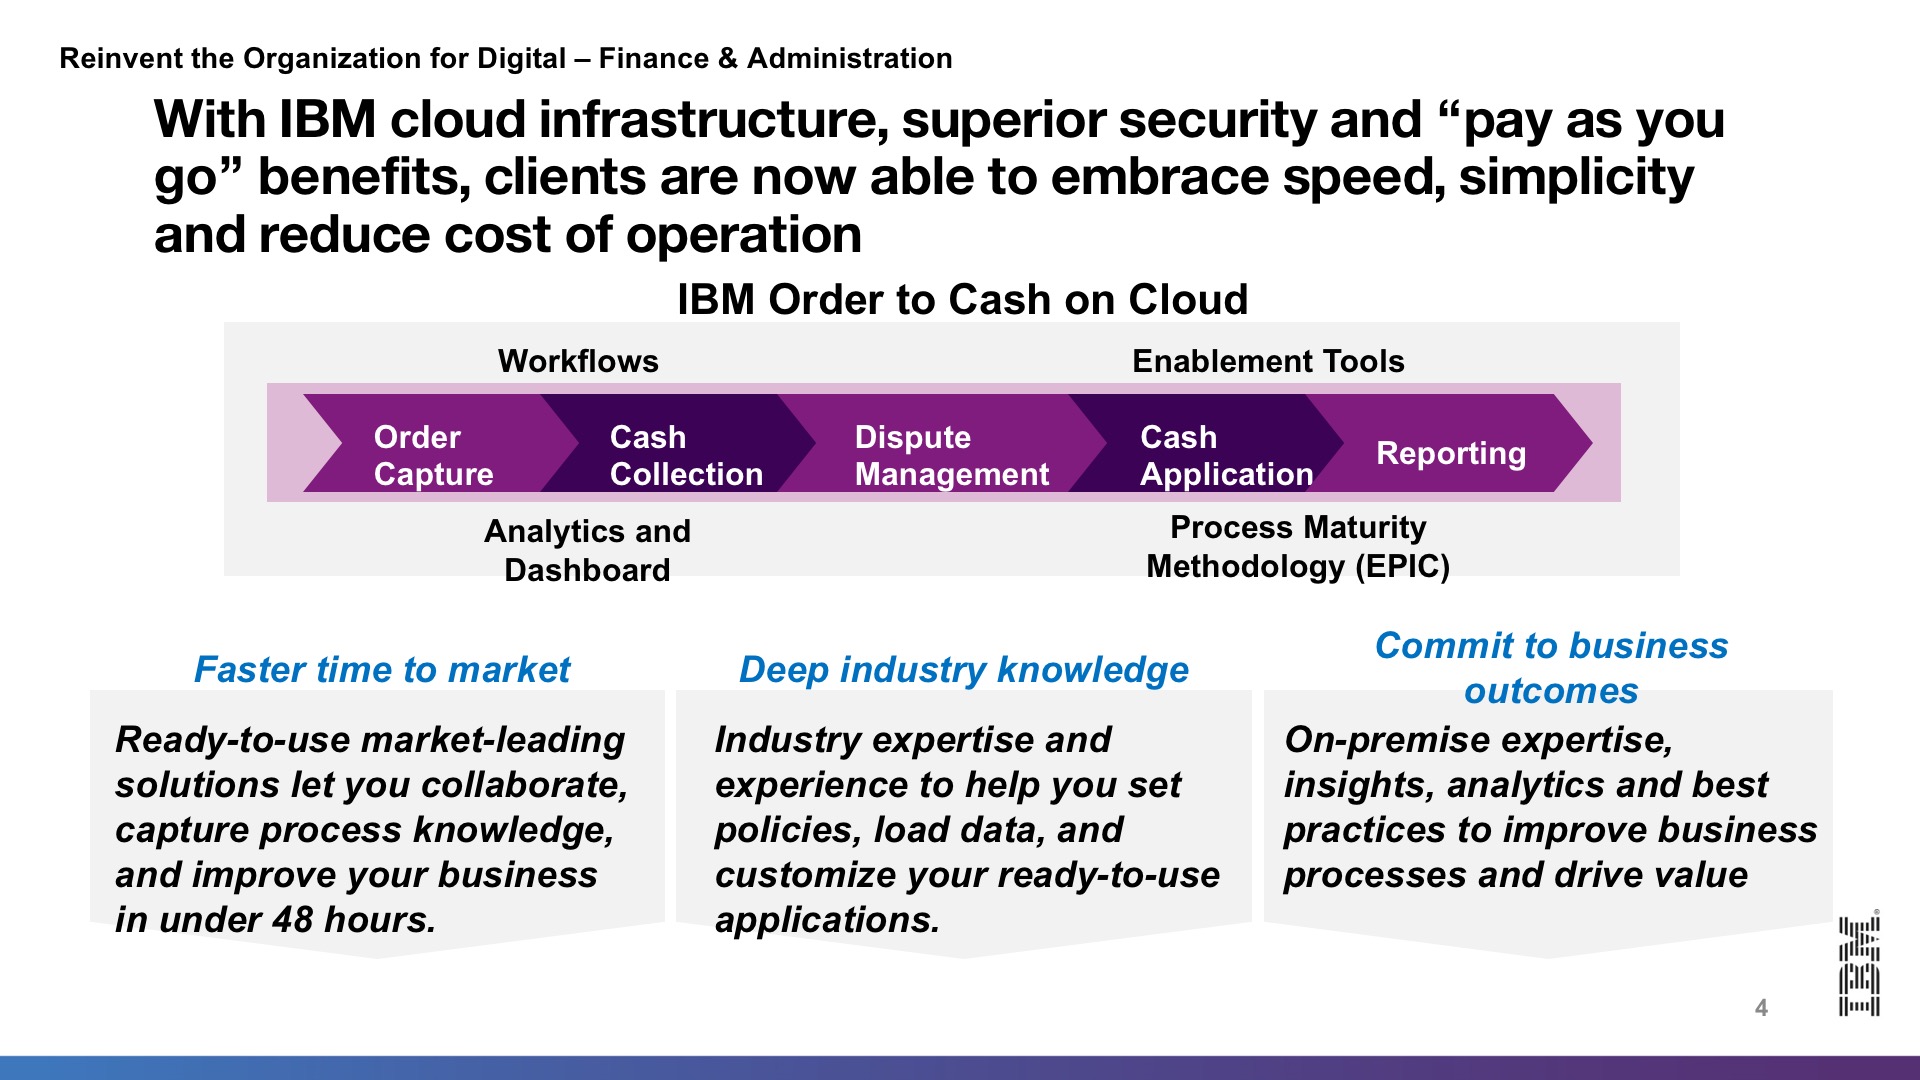 Reinvent the Organization for Digital – Finance & Administration
With IBM cloud infrastructure, superior security and “pay as you
go” benefits, clients are now able to embrace speed, simplicity
and reduce cost of operation
IBM Order to Cash on Cloud
Workflows
Enablement Tools
Order
Capture
Cash
Collection
Dispute
Management
Cash
Application
Reporting
Analytics and
Dashboard
Process Maturity
Methodology (EPIC)
Faster time to market
Ready-to-use market-leading
solutions let you collaborate,
capture process knowledge,
and improve your business
in under 48 hours.
Deep industry knowledge
Industry expertise and
experience to help you set
policies, load data, and
customize your ready-to-use
applications.
Commit to business
outcomes
On-premise expertise,
insights, analytics and best
practices to improve business
processes and drive value
IBM®
4